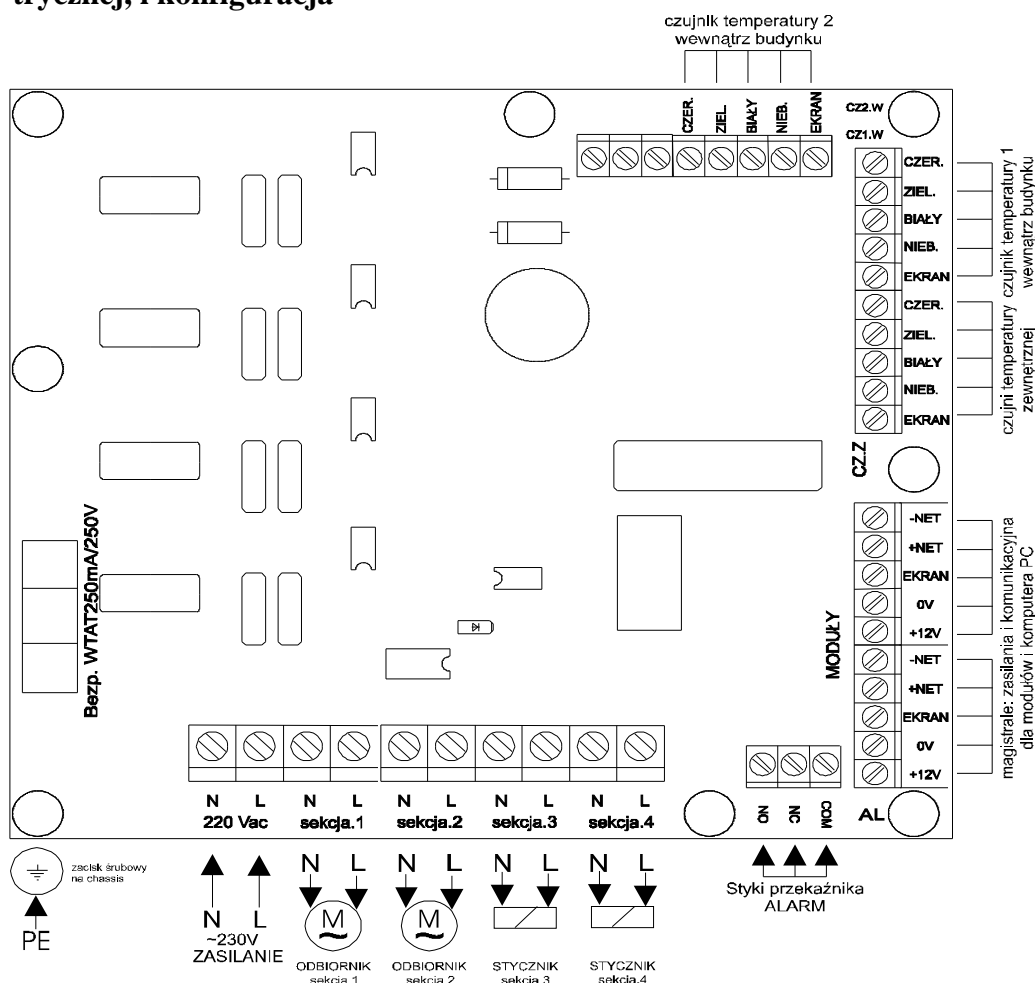 trycznej, i konfiguracja
czujnik temperatury 2
wewnątrz budynku
CZER.
ZIEL.
BIAŁY
NIEB.
EKRAN
CZ2.W
CZ1.W
CZER.
ZIEL.
BIAŁY
NIEB.
EKRAN
czujnik temperatury 1
wewnątrz budynku
CZER.
ZIEL.
BIAŁY
NIEB.
EKRAN
czujni temperatury
zewnętrznej
CZ.Z
Bezp. WTAT250mA/250V
MODUŁY
-NET
+NET
EKRAN
0V
+12V
-NET
+NET
EKRAN
0V
+12V
magistrale: zasilania i komunikacyjna
dla modułów i komputera PC
N L N L N L N L N L
220 Vac sekcja.1 sekcja.2 sekcja.3 sekcja.4
NO
NC
COM
AL
zacisk śrubowy
na chassis
PE
N L
~230V
ZASILANIE
N L
M
ODBIORNIK
sekcja 1
N L
M
ODBIORNIK
sekcja 2
N L
STYCZNIK
sekcja.3
N L
STYCZNIK
sekcja.4
Styki przekaźnika
ALARM